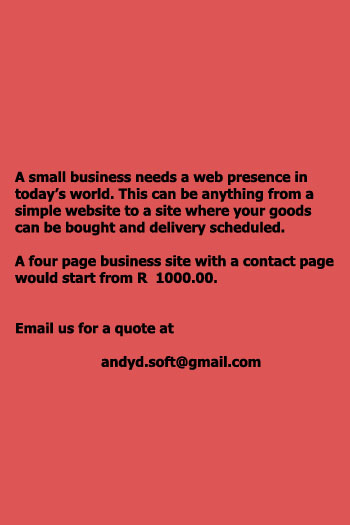 A small business needs a web presence in
today’s world. This can be anything from a
simple website to a site where your goods
can be bought and delivery scheduled.
A four page business site with a contact page
would start from R  1000.00.
Email us for a quote at
andyd.soft@gmail.com